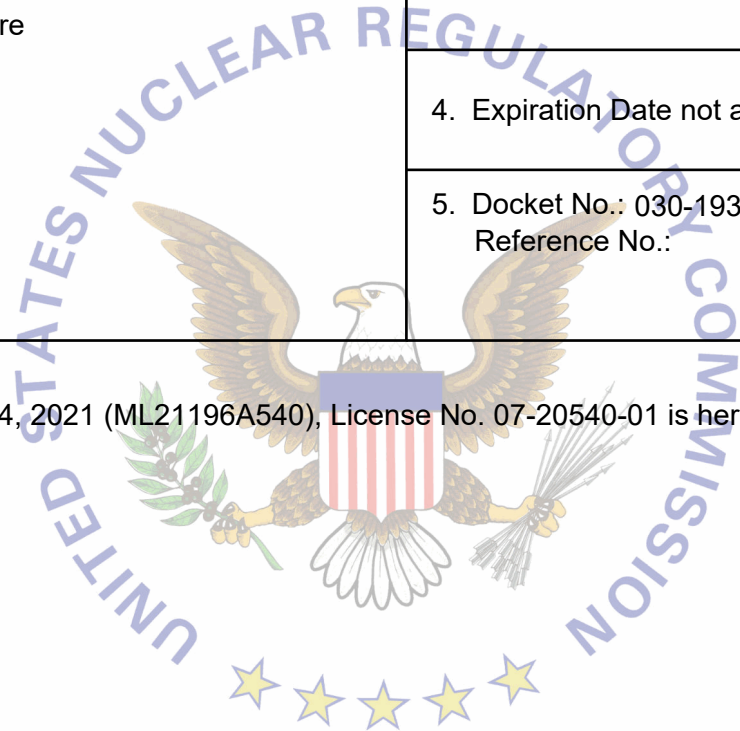 re
4. Expiration Date not a
5. Docket No.: 030-193
Reference No.:
4, 2021 (ML21196A540), License No. 07-20540-01 is her
UNITED STATES NUCLEAR REGULATORY COMMISSION